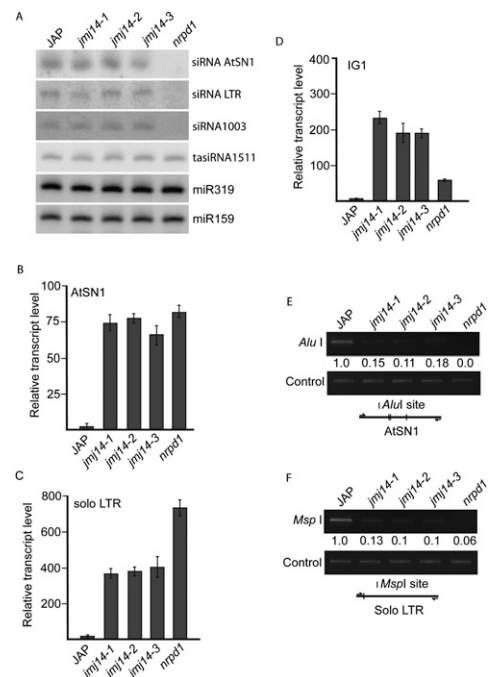 A
JAP jmj14-1 jmj14-2 jmj14-3 nrpd1
siRNA AtSN1
siRNA LTR
siRNA1003
tasiRNA1511
miR319
miR159
B
AtSN1
Relative transcript level
75
50
25
JAP jmj14-1 jmj14-2 jmj14-3 nrpd1
C
solo LTR
Relative transcript level
800
600
400
200
JAP jmj14-1 jmj14-2 jmj14-3 nrpd1
D
IG1
Relative transcript level
400
300
200
100
JAP jmj14-1 jmj14-2 jmj14-3 nrpd1
E
JAP jmj14-1 jmj14-2 jmj14-3 nrpd1
Alu I
1.0 0.15 0.11 0.18 0.0
Control
I AluI site
AtSN1
F
JAP jmj14-1 jmj14-2 jmj14-3 nrpd1
Msp I
1.0 0.13 0.1 0.1 0.06
Control
I MspI site
Solo LTR